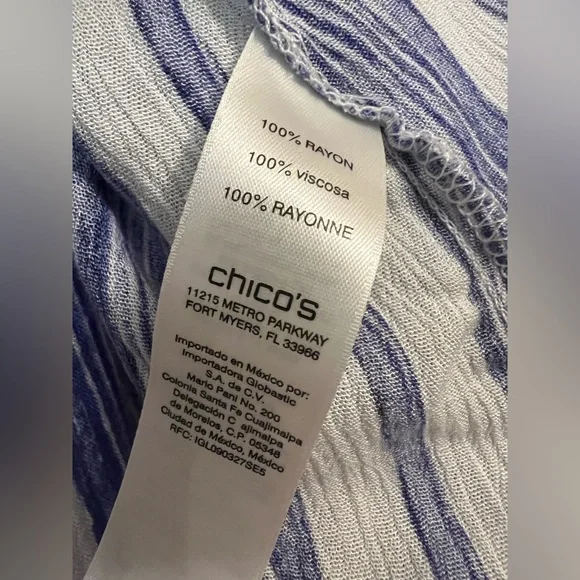 100% RAYON
100% viscosa
100% RAYONNE
chico's
11215 METRO PARKWAY
FORT MYERS, FL 33966
Importado en México por:
Importadora Globastic
S.A. de C.V.
Mario Pani No. 200
Colonia Santa Fe Cuajimalpa
Delegación C ajimalpa
de Morelos, C.P. 05348
Ciudad de México, México
RFC: IGL090327SE5